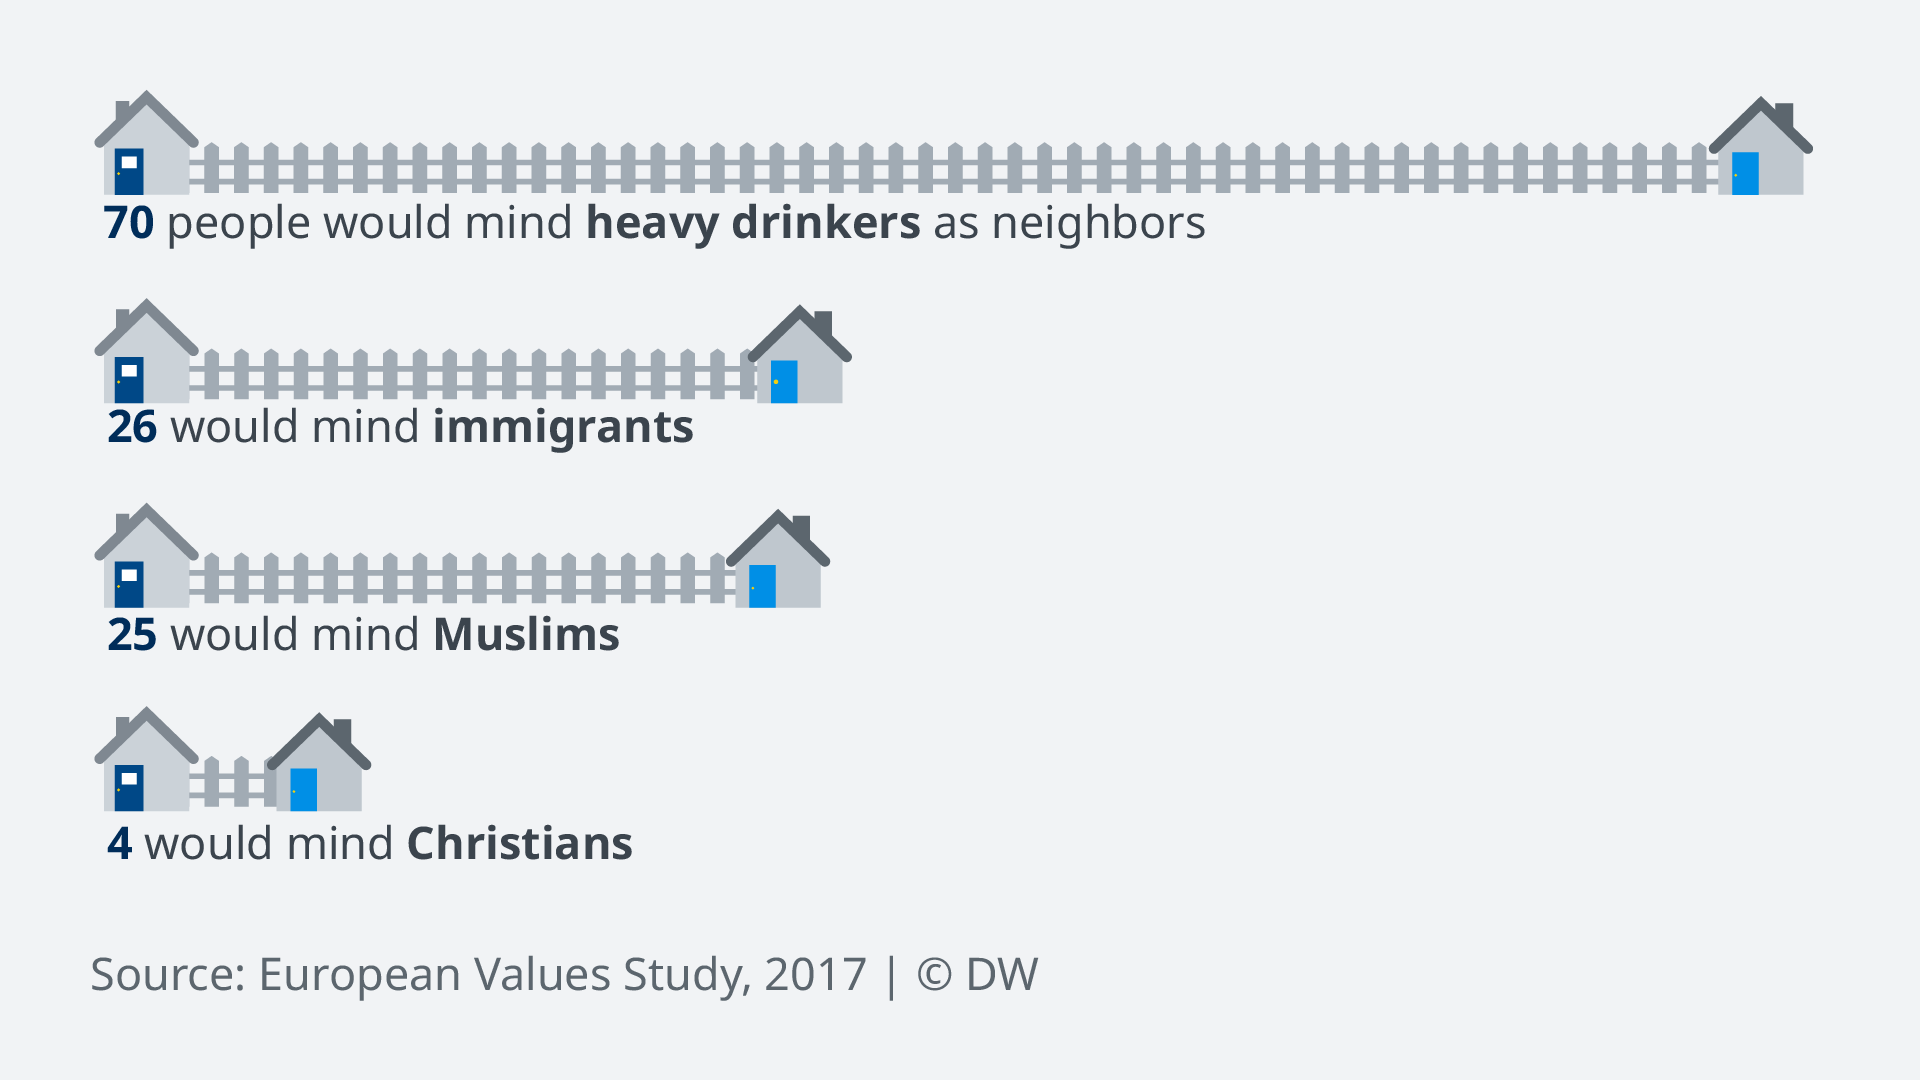 70 people would mind heavy drinkers as neighbors
26 would mind immigrants
25 would mind Muslims
4 would mind Christians
Source: European Values Study, 2017 | © DW